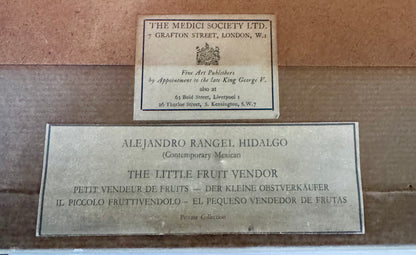 THE MEDICI SOCIETY LTD.
7 GRAFTON STREET, LONDON, W.1
Fine Art Publishers
by Appointment to the late King George V.
also at
63 Bold Street, Liverpool 1
26 Thurloe Street, S. Kensington, S.W.7
ALEJANDRO RANGEL HIDALGO
(Contemporary Mexican
THE LITTLE FRUIT VENDOR
PETIT VENDEUR DE FRUITS — DER KLEINE OBSTVERKÄUFER
IL PICCOLO FRUTTIVENDOLO — EL PEQUEÑO VENDEDOR DE FRUTAS
Private Collection